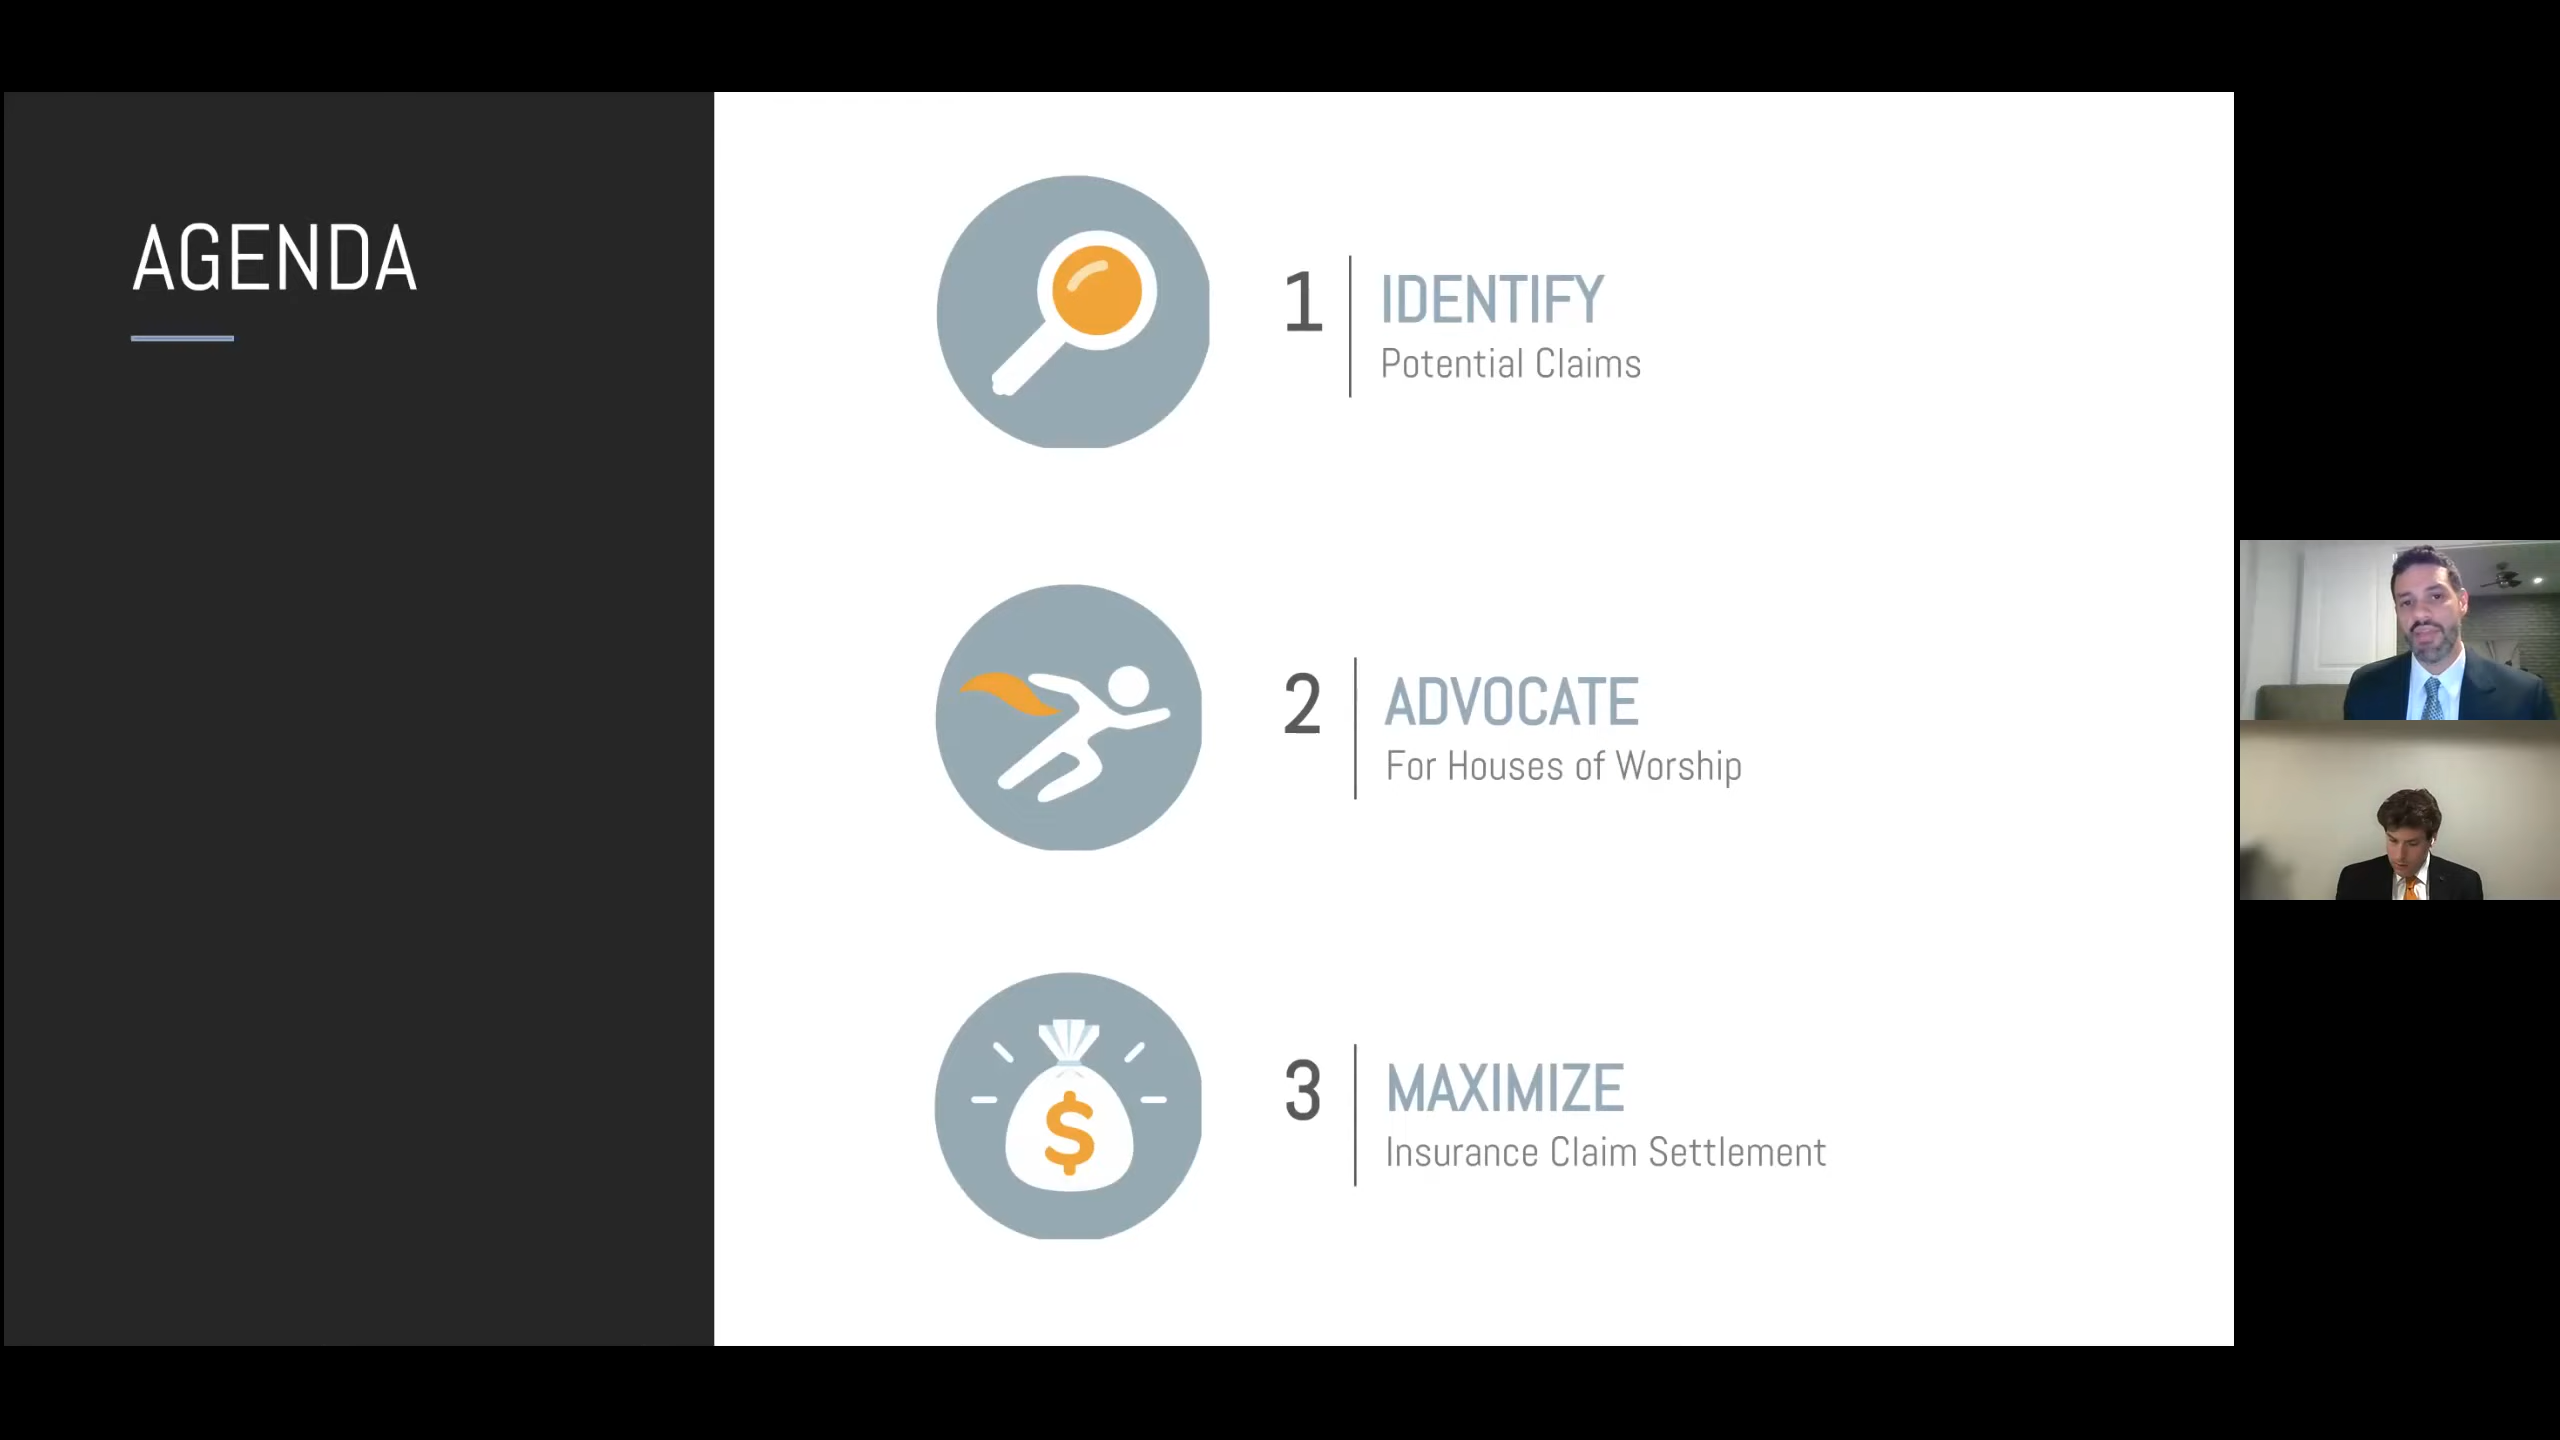 AGENDA
1
IDENTIFY
Potential Claims
2
ADVOCATE
For Houses of Worship
$
3
MAXIMIZE
Insurance Claim Settlement